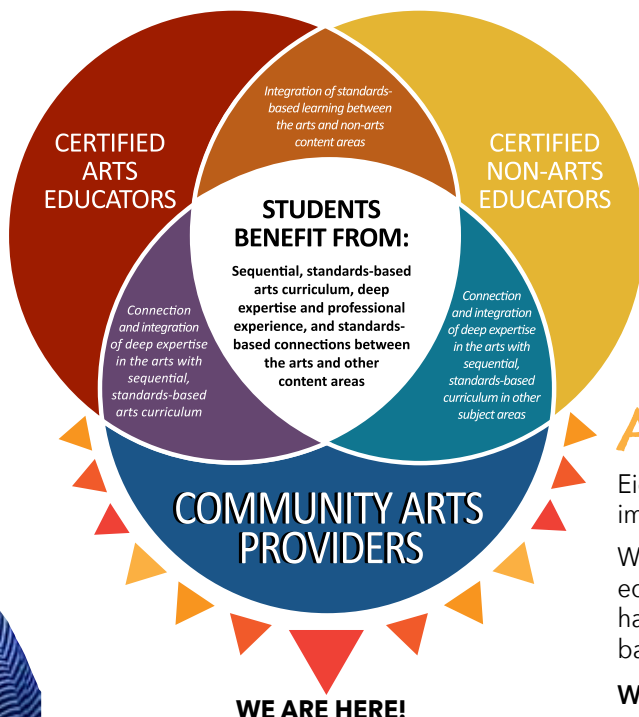 Integration of standards-
based learning between
the arts and non-arts
content areas
CERTIFIED
ARTS
EDUCATORS
CERTIFIED
NON-ARTS
EDUCATORS
STUDENTS
BENEFIT FROM:
Sequential, standards-based
arts curriculum, deep
expertise and professional
experience, and standards-
based connections between
the arts and other
content areas
Connection
and integration
of deep expertise
in the arts with
sequential,
standards-based
arts curriculum
Connection
and integration
of deep expertise
in the arts with
sequential,
standards-based
curriculum in other
subject areas
COMMUNITY ARTS
PROVIDERS
WE ARE HERE!